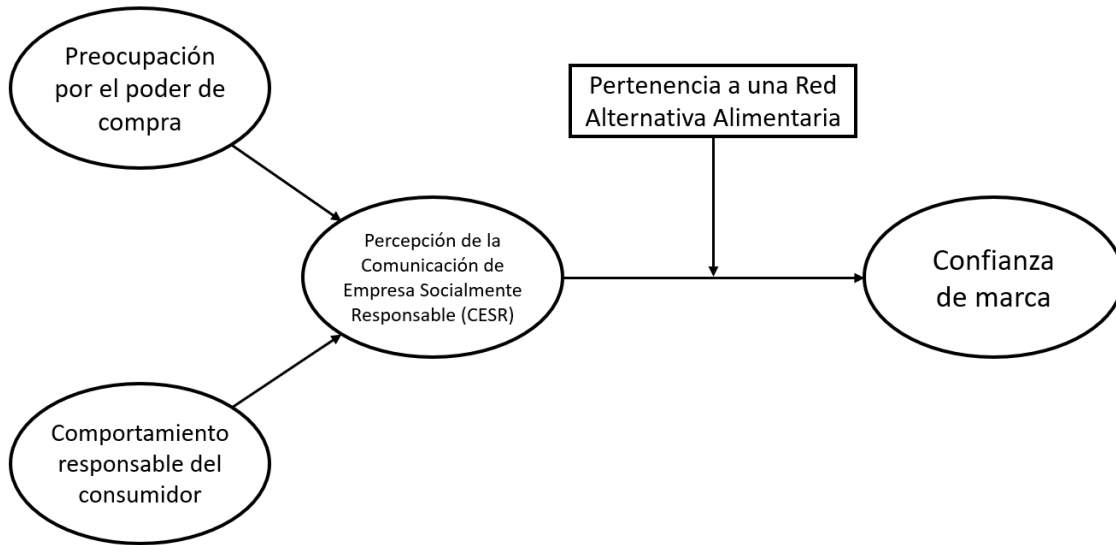 Preocupación
por el poder de
compra
Pertenencia a una Red
Alternativa Alimentaria
Percepción de la
Comunicación de
Empresa Socialmente
Responsable (CESR)
Confianza
de marca
Comportamiento
responsable del
consumidor